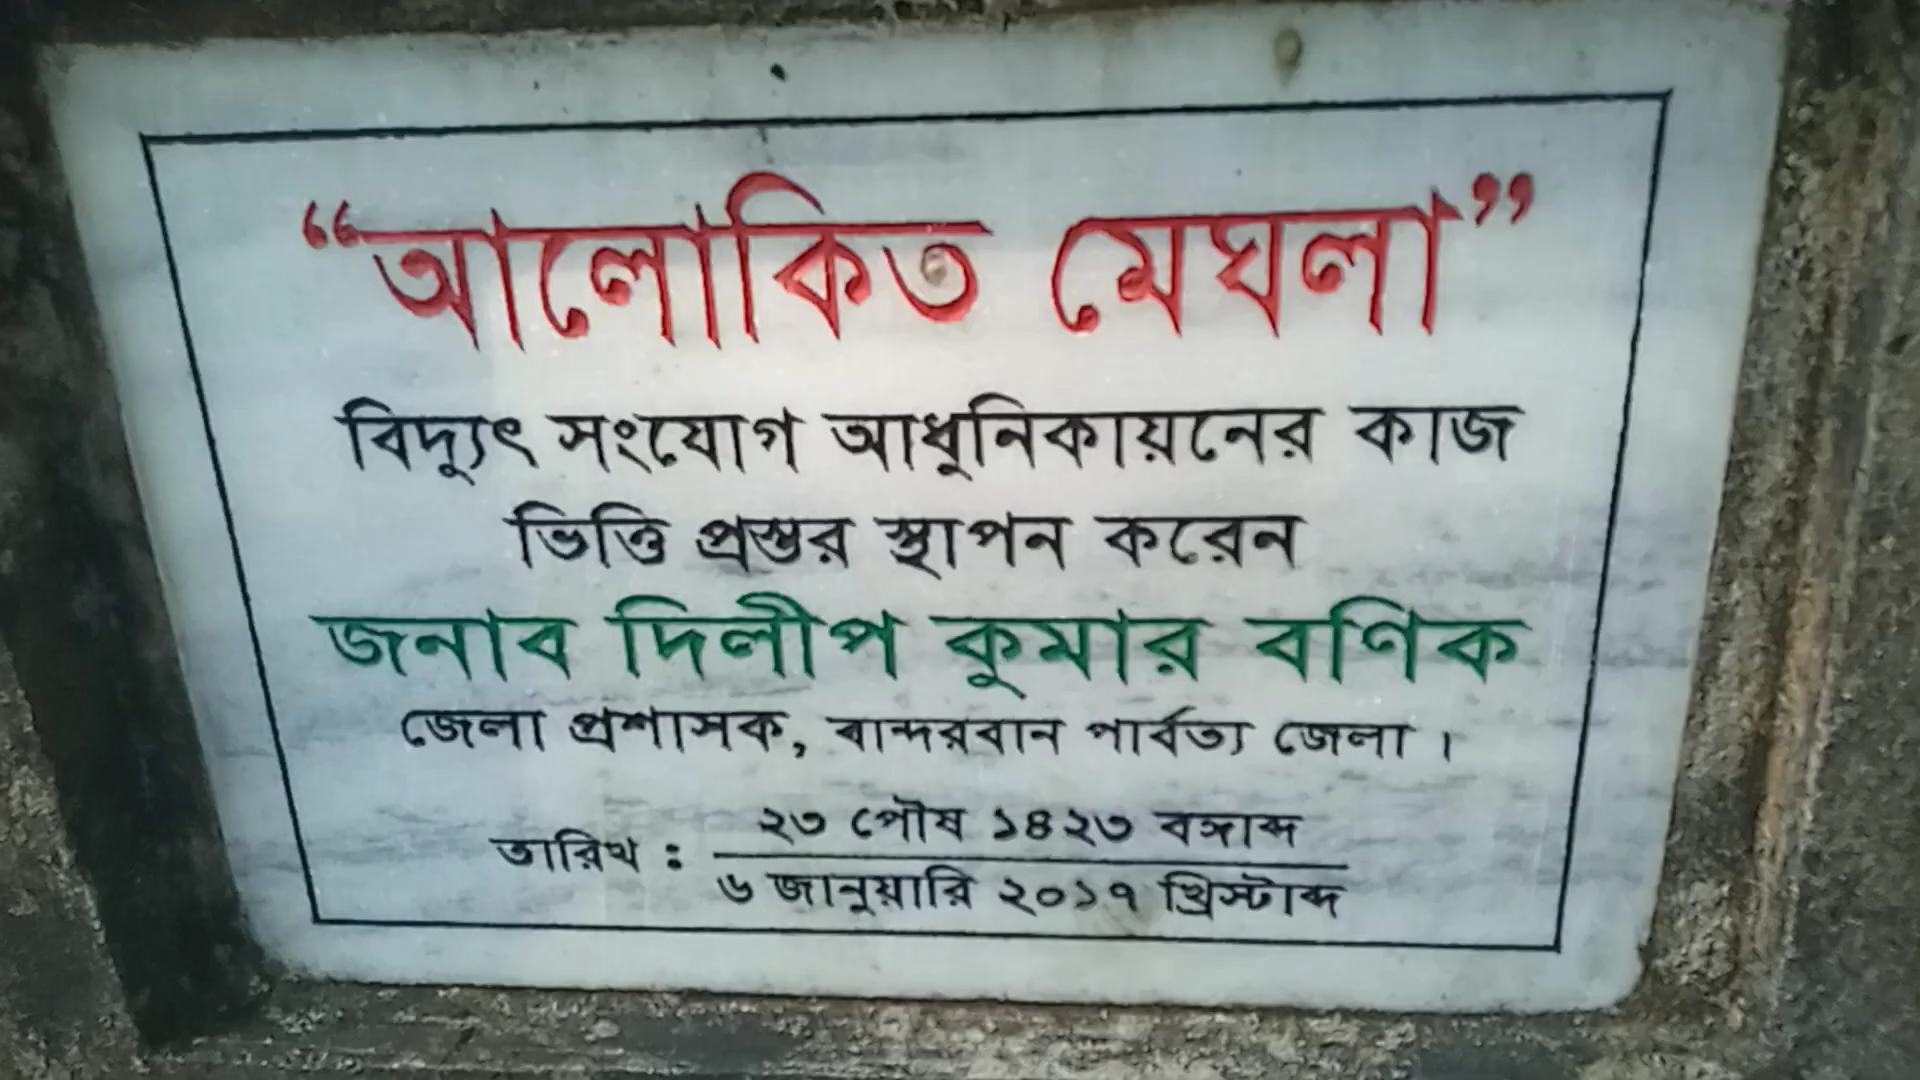 “আলোকিত মেঘলা”
বিদ্যুৎ সংযোগ আধুনিকায়নের কাজ
ভিত্তি প্রস্তর স্থাপন করেন
জনাব দিলীপ কুমার বণিক
জেলা প্রশাসক, বান্দরবান পার্বত্য জেলা।
২৩ পৌষ ১৪২৩ বঙ্গাব্দ
তারিখ :
৬ জানুয়ারি ২০১৭ খ্রিস্টাব্দ